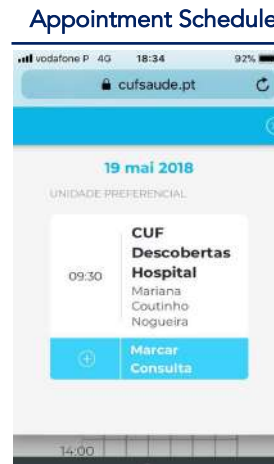 Appointment Schedule
vodafone P 4G 18:34 92%
cufsaude.pt
19 mai 2018
UNIDADE PREFERENCIAL
09:30
CUF
Descobertas
Hospital
Mariana
Coutinho
Nogueira
Marcar
Consulta
14:00